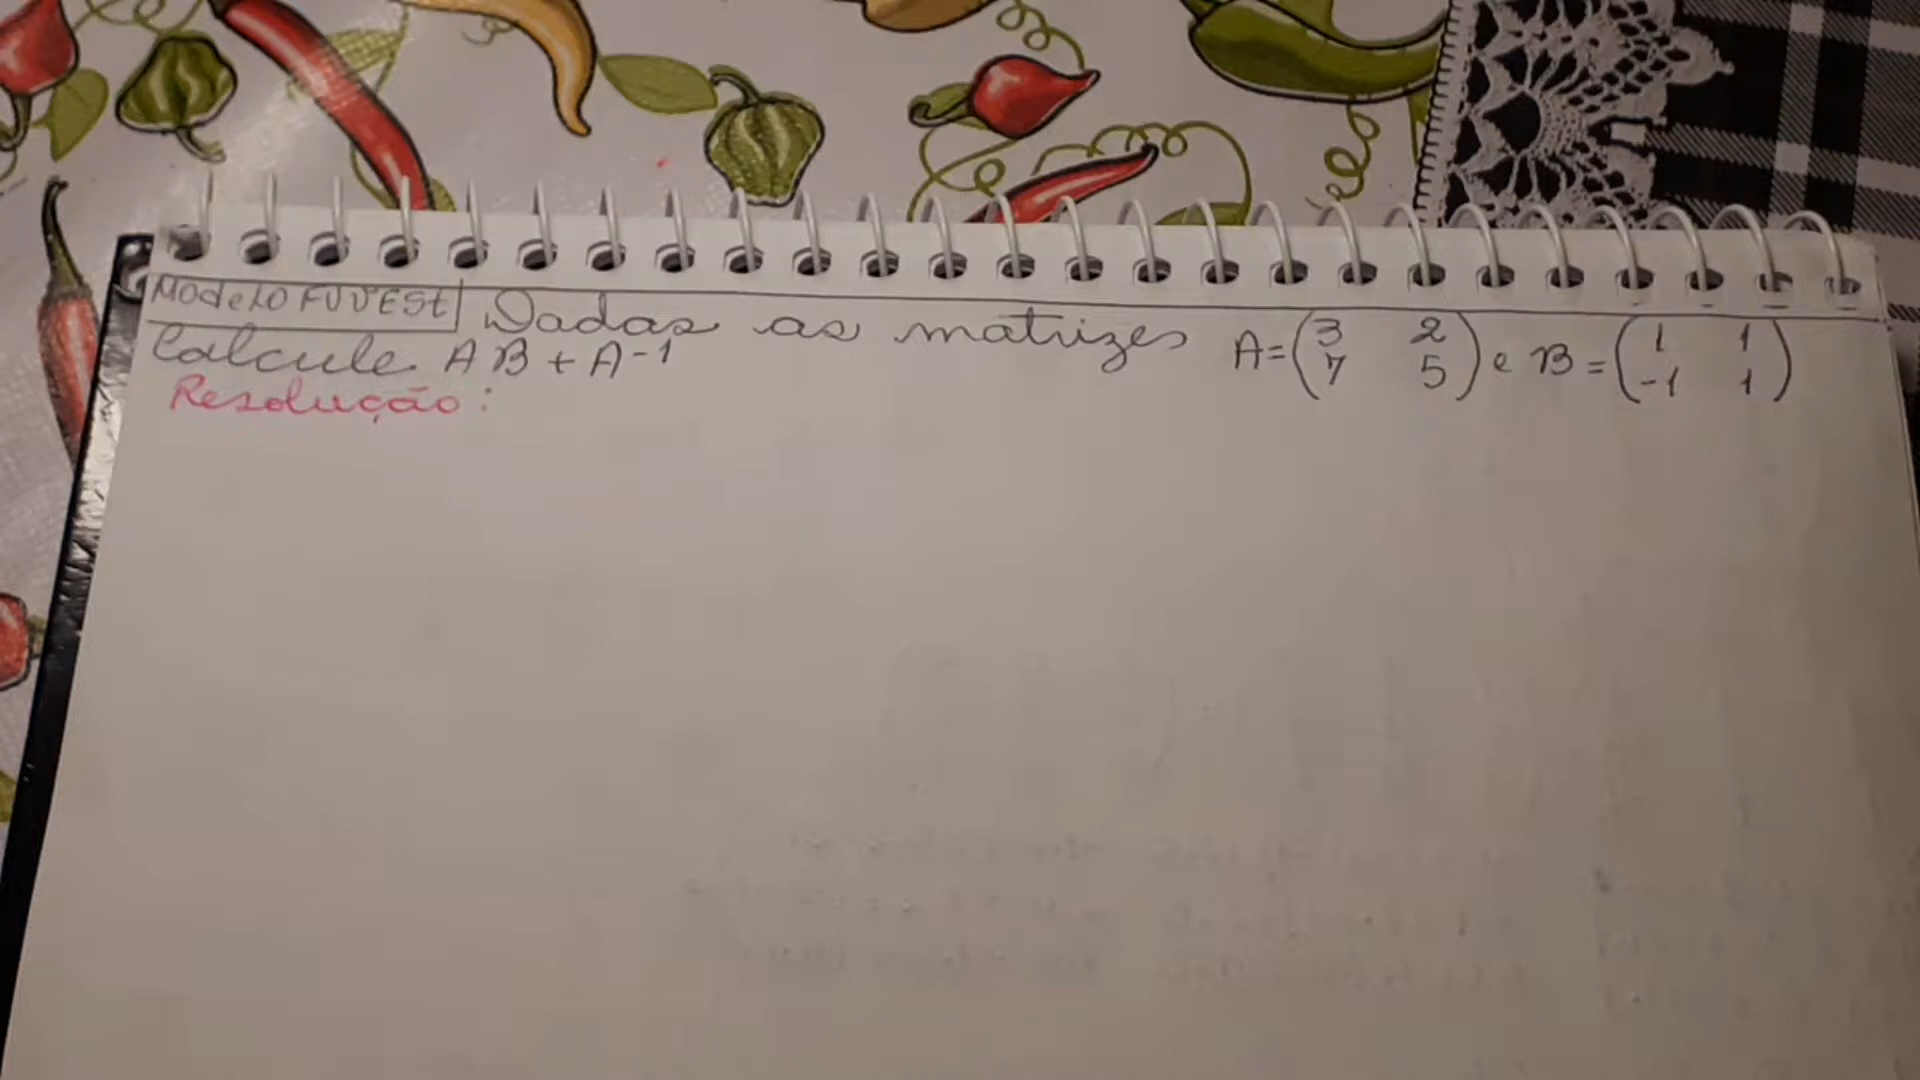 Modelo FUVEST Dadas as matrizes A = (3 2
7 5) e B = (1 1
-1 1)
Calcule AB + A-1
Resolução: